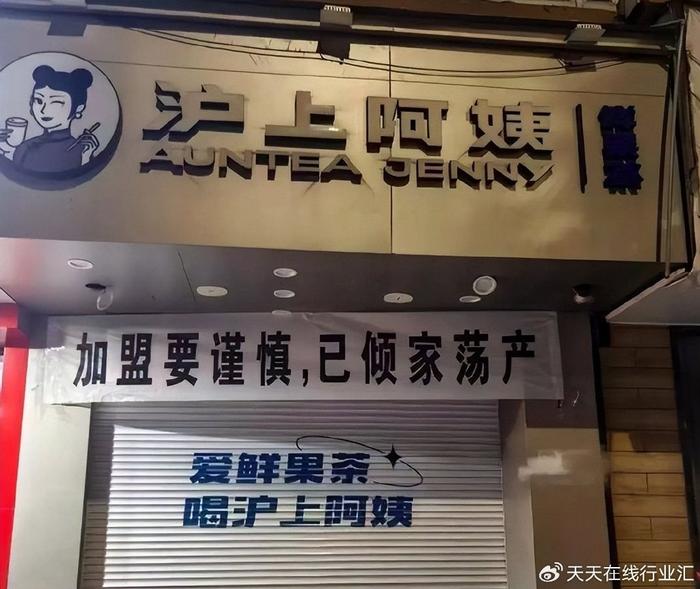 沪上阿姨
AUNTEA JENNY
加盟要谨慎,已倾家荡产
爱鲜果茶
喝沪上阿姨
天天在线行业汇